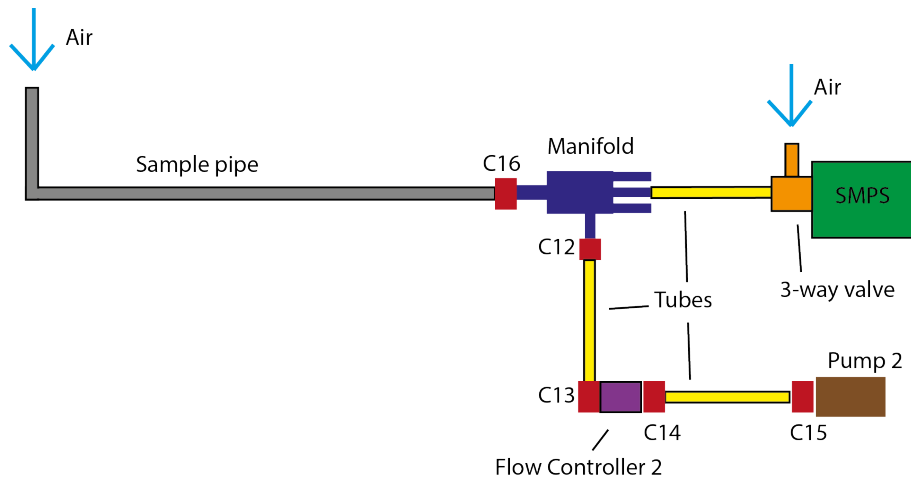 Air
Air
Sample pipe
C16
Manifold
SMPS
C12
Tubes
3-way valve
Pump 2
C13
C14
C15
Flow Controller 2